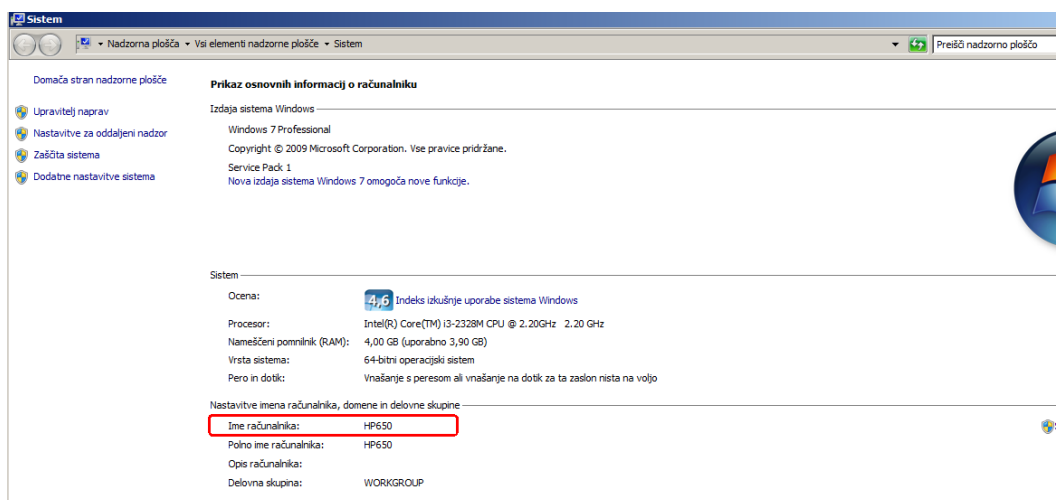 Sistem
Nadzorna plošča Vsi elementi nadzorne plošče Sistem
Preišči nadzorno ploščo
Domača stran nadzorne plošče
Upravitelj naprav
Nastavitve za oddaljeni nadzor
Zaščita sistema
Dodatne nastavitve sistema
Prikaz osnovnih informacij o računalniku
Izdaja sistema Windows
Windows 7 Professional
Copyright © 2009 Microsoft Corporation. Vse pravice pridržane.
Service Pack 1
Nova izdaja sistema Windows 7 omogoča nove funkcije.
Sistem
Ocena: 4,6 Indeks izkušnje uporabe sistema Windows
Procesor: Intel(R) Core(TM) i3-2328M CPU @ 2.20GHz 2.20 GHz
Nameščeni pomnilnik (RAM): 4,00 GB (uporabno 3,90 GB)
Vrsta sistema: 64-bitni operacijski sistem
Pero in dotik: Vnašanje s peresom ali vnašanje na dotik za ta zaslon nista na voljo
Nastavitve imena računalnika, domene in delovne skupine
Ime računalnika: HP650
Polno ime računalnika: HP650
Opis računalnika:
Delovna skupina: WORKGROUP